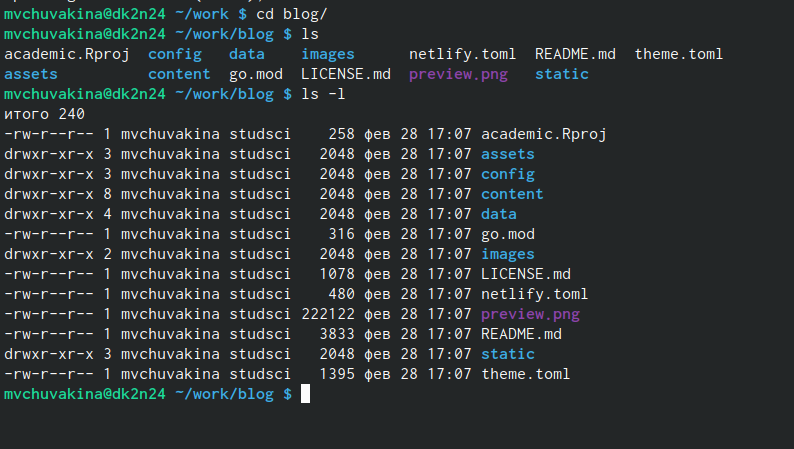 mvchuvakina@dk2n24 ~/work $ cd blog/
mvchuvakina@dk2n24 ~/work/blog $ ls
academic.Rproj  config   data    images      netlify.toml  README.md  theme.toml
assets          content  go.mod  LICENSE.md  preview.png   static
mvchuvakina@dk2n24 ~/work/blog $ ls -l
итого 240
-rw-r--r-- 1 mvchuvakina studsci    258 фев 28 17:07 academic.Rproj
drwxr-xr-x 3 mvchuvakina studsci   2048 фев 28 17:07 assets
drwxr-xr-x 3 mvchuvakina studsci   2048 фев 28 17:07 config
drwxr-xr-x 8 mvchuvakina studsci   2048 фев 28 17:07 content
drwxr-xr-x 4 mvchuvakina studsci   2048 фев 28 17:07 data
-rw-r--r-- 1 mvchuvakina studsci    316 фев 28 17:07 go.mod
drwxr-xr-x 2 mvchuvakina studsci   2048 фев 28 17:07 images
-rw-r--r-- 1 mvchuvakina studsci   1078 фев 28 17:07 LICENSE.md
-rw-r--r-- 1 mvchuvakina studsci    480 фев 28 17:07 netlify.toml
-rw-r--r-- 1 mvchuvakina studsci 222122 фев 28 17:07 preview.png
-rw-r--r-- 1 mvchuvakina studsci   3833 фев 28 17:07 README.md
drwxr-xr-x 3 mvchuvakina studsci   2048 фев 28 17:07 static
-rw-r--r-- 1 mvchuvakina studsci   1395 фев 28 17:07 theme.toml
mvchuvakina@dk2n24 ~/work/blog $